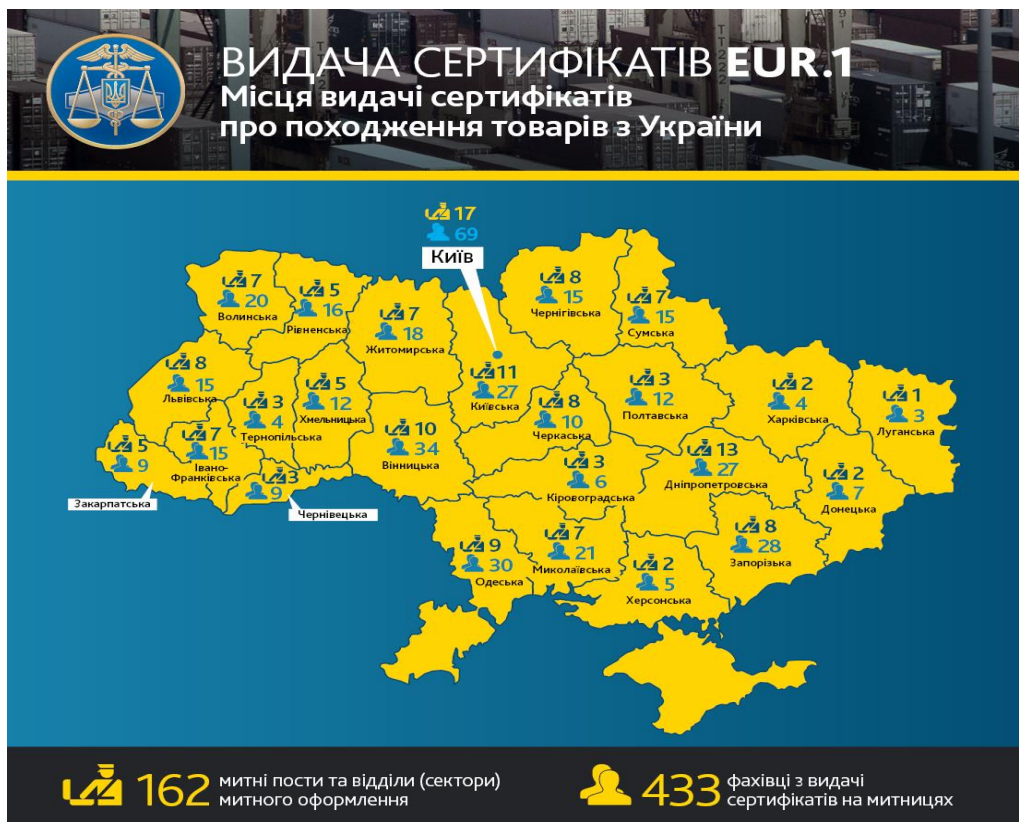 ВИДАЧА СЕРТИФІКАТІВ EUR.1
Місця видачі сертифікатів
про походження товарів з України
17
69
Київ
7
20
Волинська
5
16
Рівненська
7
18
Житомирська
8
15
Чернігівська
7
15
Сумська
8
15
Львівська
3
4
Тернопільська
5
12
Хмельницька
11
27
Київська
8
10
Черкаська
3
12
Полтавська
2
4
Харківська
1
3
Луганська
5
9
Закарпатська
7
15
Івано-
Франківська
3
9
Чернівецька
10
34
Вінницька
3
6
Кіровоградська
13
27
Дніпропетровська
2
7
Донецька
9
30
Одеська
7
21
Миколаївська
2
5
Херсонська
8
28
Запорізька
162 митні пости та відділи (сектори)
митного оформлення
433 фахівці з видачі
сертифікатів на митницях